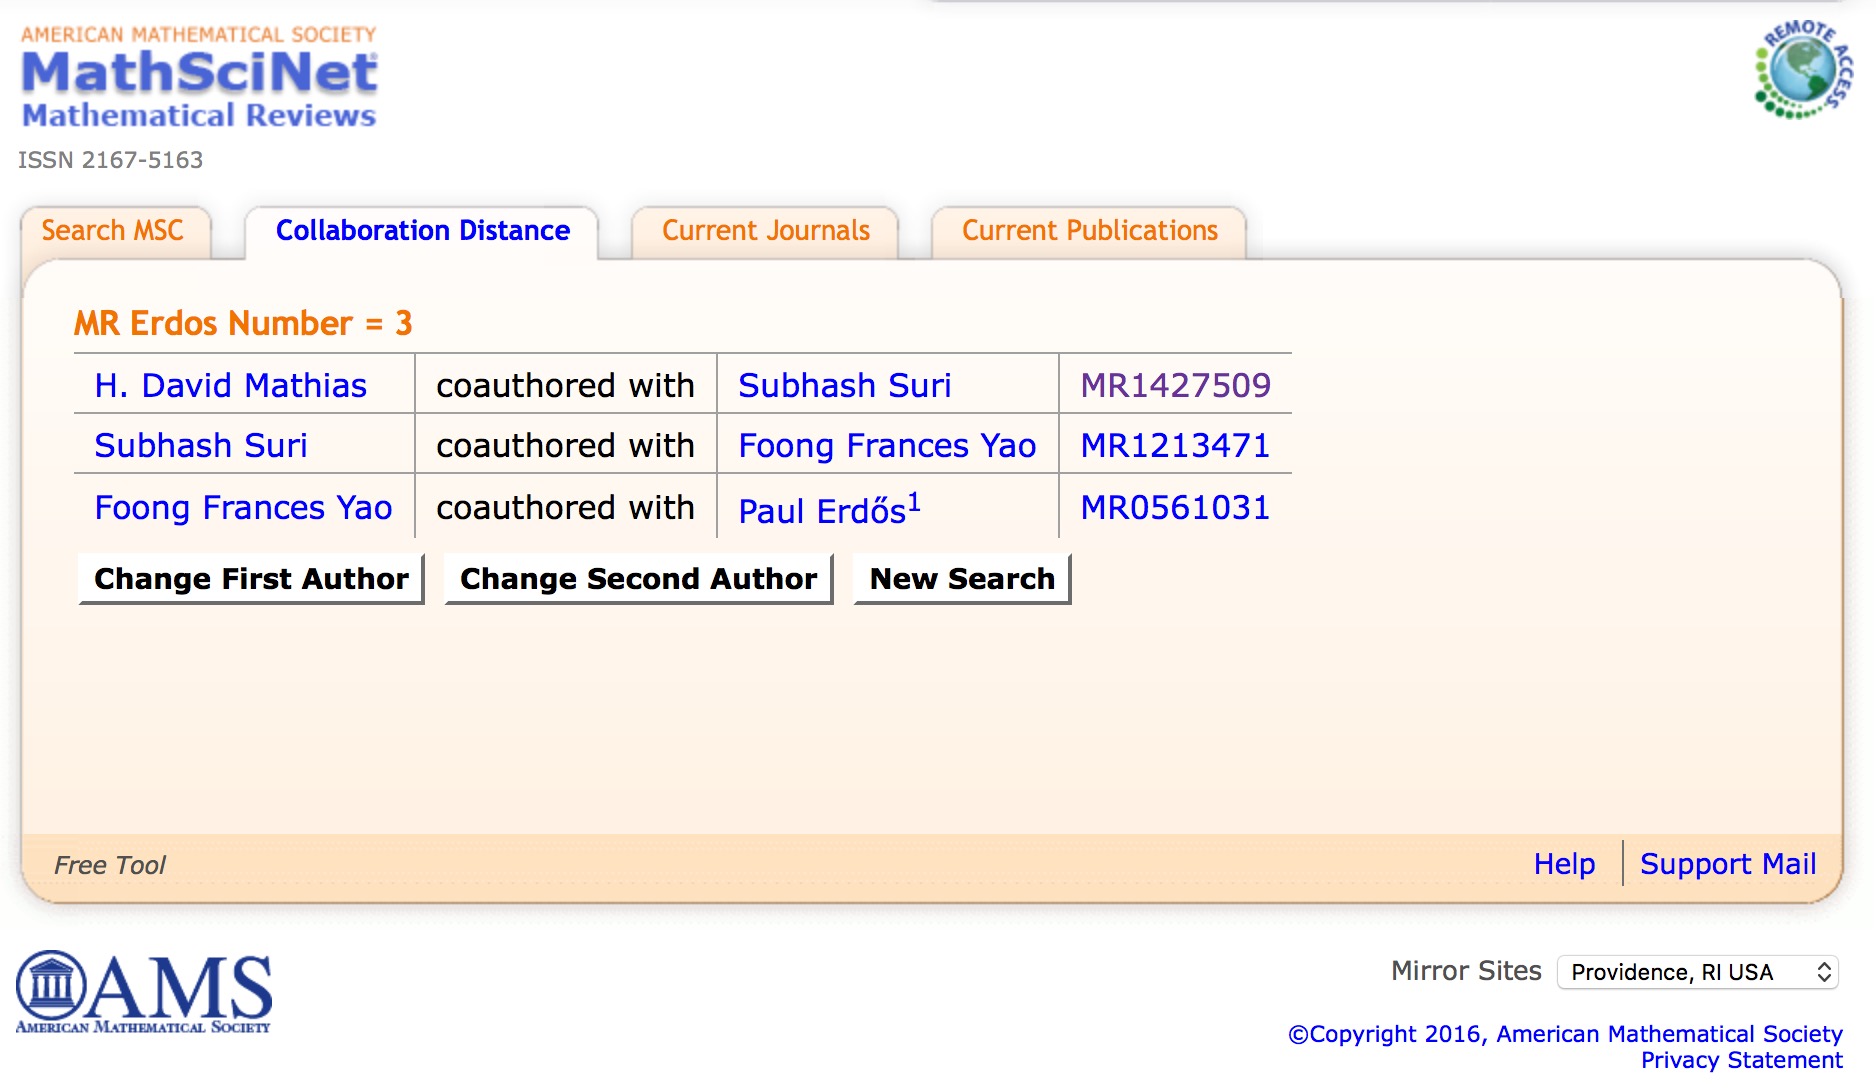 AMERICAN MATHEMATICAL SOCIETY
MathSciNet
Mathematical Reviews
REMOTE ACCESS
ISSN 2167-5163
Search MSC Collaboration Distance Current Journals Current Publications
MR Erdos Number = 3
H. David Mathias coauthored with Subhash Suri MR1427509
Subhash Suri coauthored with Foong Frances Yao MR1213471
Foong Frances Yao coauthored with Paul Erdős¹ MR0561031
Change First Author Change Second Author New Search
Free Tool Help Support Mail
AMS
AMERICAN MATHEMATICAL SOCIETY
Mirror Sites Providence, RI USA
©Copyright 2016, American Mathematical Society
Privacy Statement